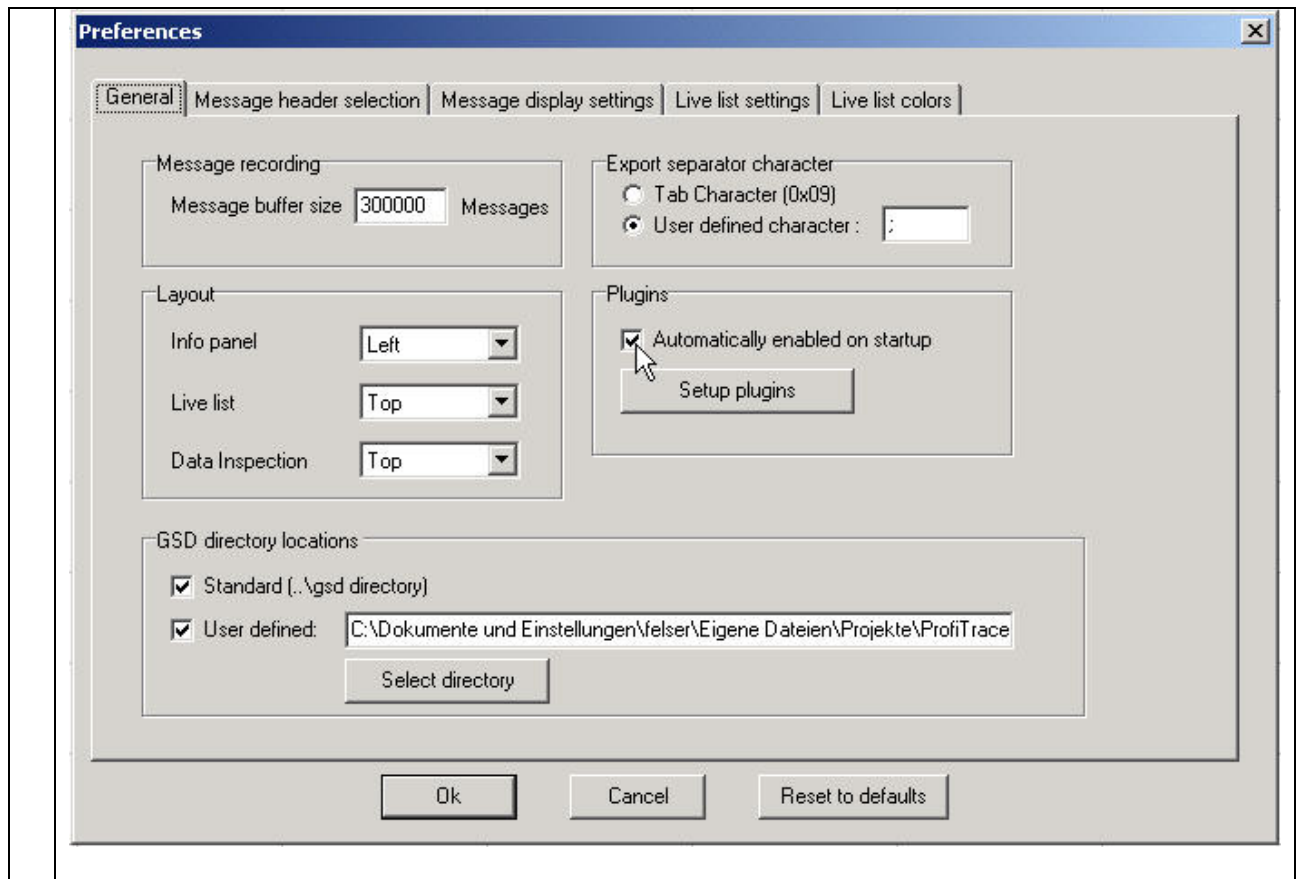 Preferences
General Message header selection Message display settings Live list settings Live list colors
Message recording
Message buffer size 300000 Messages
Export separator character
Tab Character (0x09)
User defined character : ;
Layout
Info panel Left
Live list Top
Data Inspection Top
Plugins
Automatically enabled on startup
Setup plugins
GSD directory locations
Standard (..\gsd directory)
User defined: C:\Dokumente und Einstellungen\felser\Eigene Dateien\Projekte\ProfiTrace
Select directory
Ok Cancel Reset to defaults